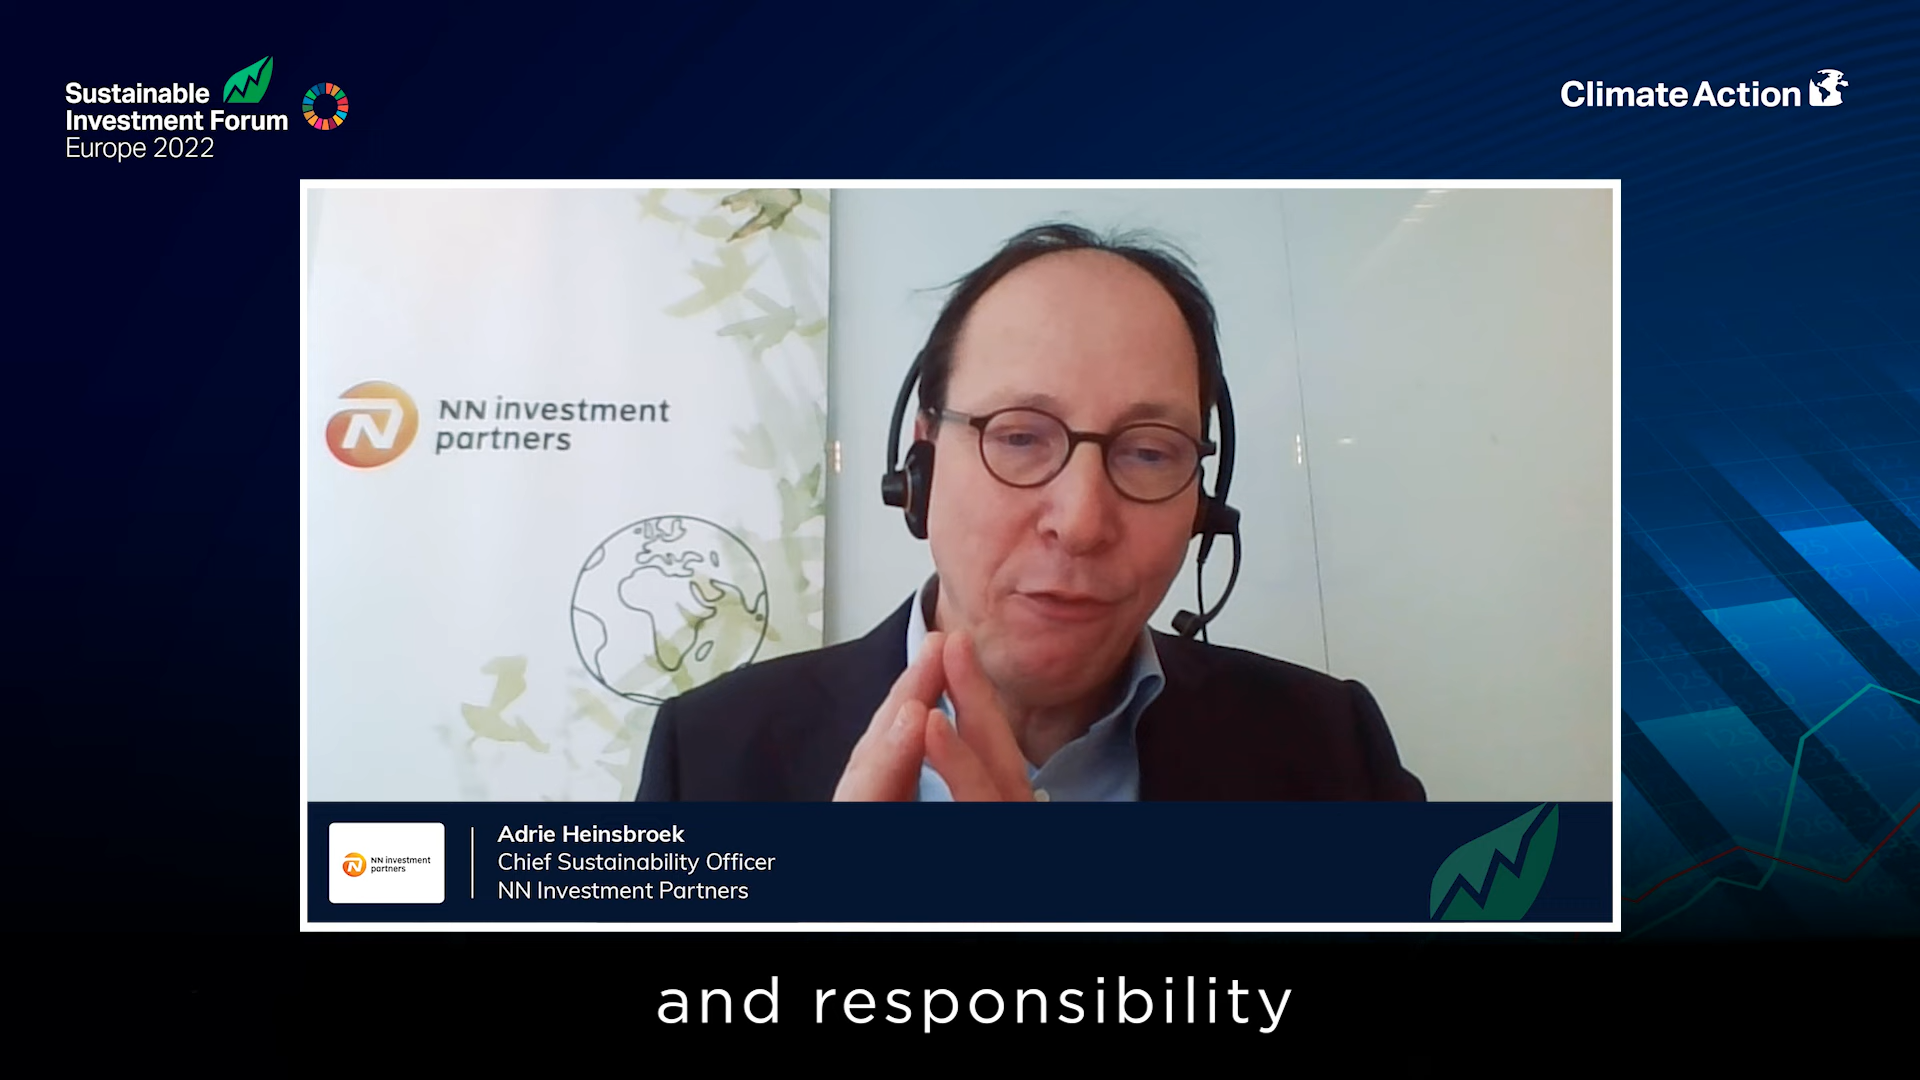 Sustainable
Investment Forum
Europe 2022
Climate Action
NN investment
partners
NN investment
partners
Adrie Heinsbroek
Chief Sustainability Officer
NN Investment Partners
and responsibility